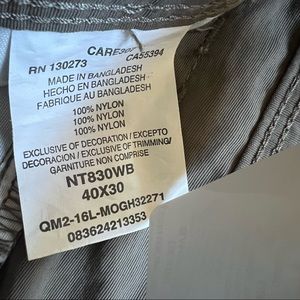 RN 130273
CA55394
MADE IN BANGLADESH
HECHO EN BANGLADESH
FABRIQUE AU BANGLADESH
100% NYLON
100% NYLON
100% NYLON
EXCLUSIVE OF DECORATION / EXCEPTO
DECORACION / EXCLUSIVE OF TRIMMING/
GARNITURE NON COMPRISE
NT830WB
40X30
QM2-16L-MOGH32271
083624213353